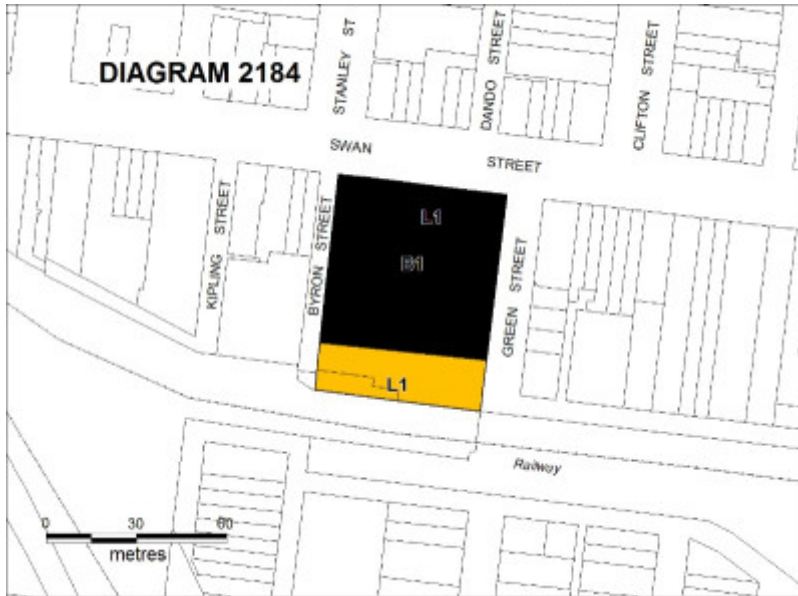 DIAGRAM 2184
STANLEY ST
DANDO STREET
CLIFTON STREET
SWAN STREET
KIPLING STREET
BYRON STREET
L1
B1
GREEN STREET
L1
Railway
0 30 60
metres